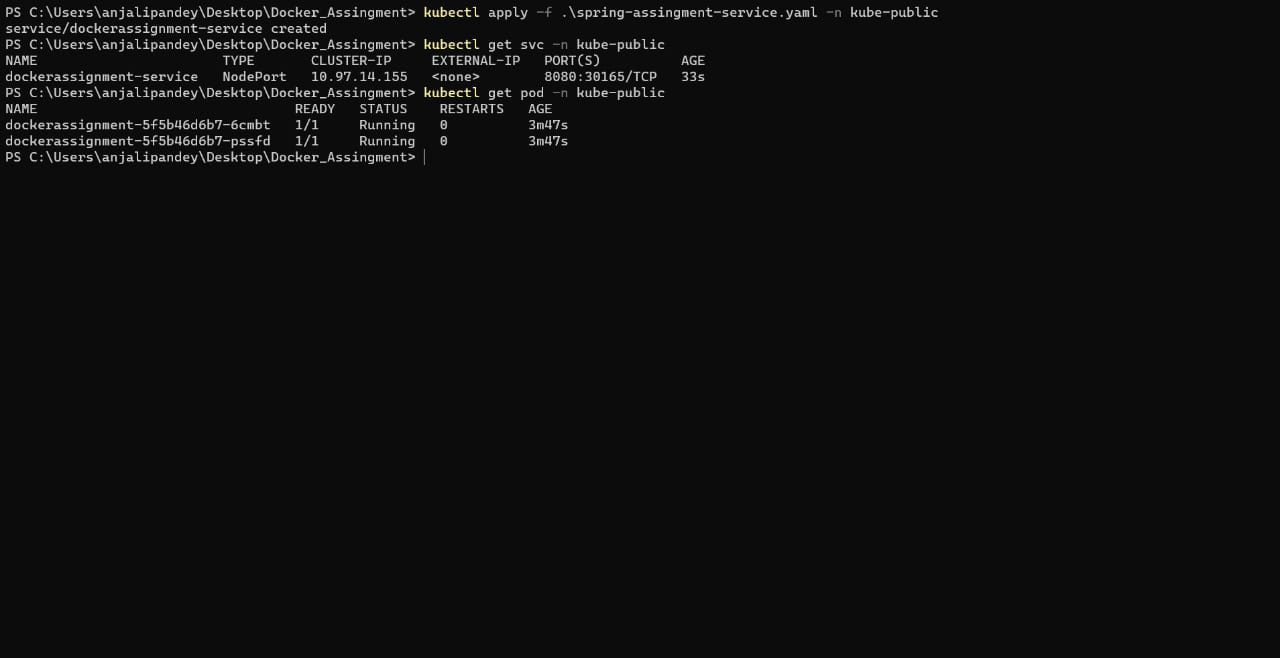 PS C:\Users\anjalipandey\Desktop\Docker_Assingment> kubectl apply -f .\spring-assingment-service.yaml -n kube-public
service/dockerassignment-service created
PS C:\Users\anjalipandey\Desktop\Docker_Assingment> kubectl get svc -n kube-public
NAME                       TYPE       CLUSTER-IP     EXTERNAL-IP   PORT(S)          AGE
dockerassignment-service   NodePort   10.97.14.155   <none>        8080:30165/TCP   33s
PS C:\Users\anjalipandey\Desktop\Docker_Assingment> kubectl get pod -n kube-public
NAME                                READY   STATUS    RESTARTS   AGE
dockerassignment-5f5b46d6b7-6cmbt   1/1     Running   0          3m47s
dockerassignment-5f5b46d6b7-pssfd   1/1     Running   0          3m47s
PS C:\Users\anjalipandey\Desktop\Docker_Assingment>